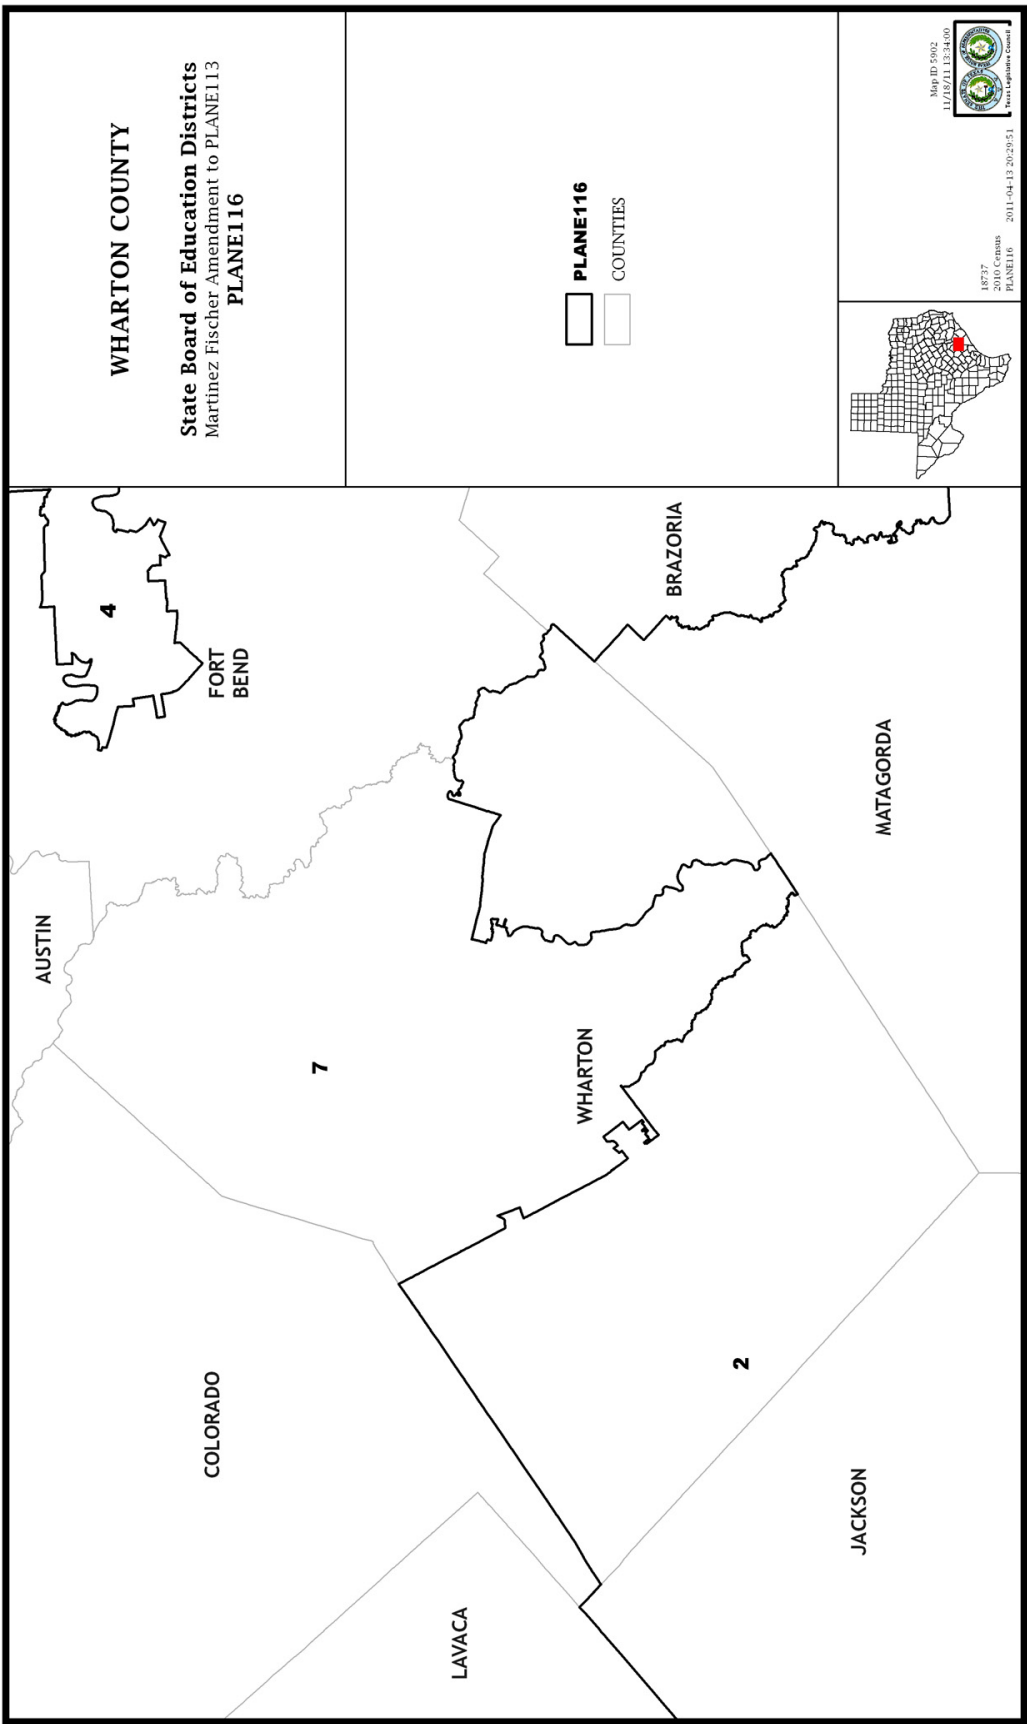 WHARTON COUNTY
State Board of Education Districts
Martinez Fischer Amendment to PLANE113
PLANE116
PLANE116
COUNTIES
Map ID 5902
11/18/11 13:34:00
Texas Legislative Council
18737
2010 Census
PLANE116 2011-04-13 20:29:51
AUSTIN
4
FORT
BEND
COLORADO
7
LAVACA
WHARTON
BRAZORIA
2
JACKSON
MATAGORDA